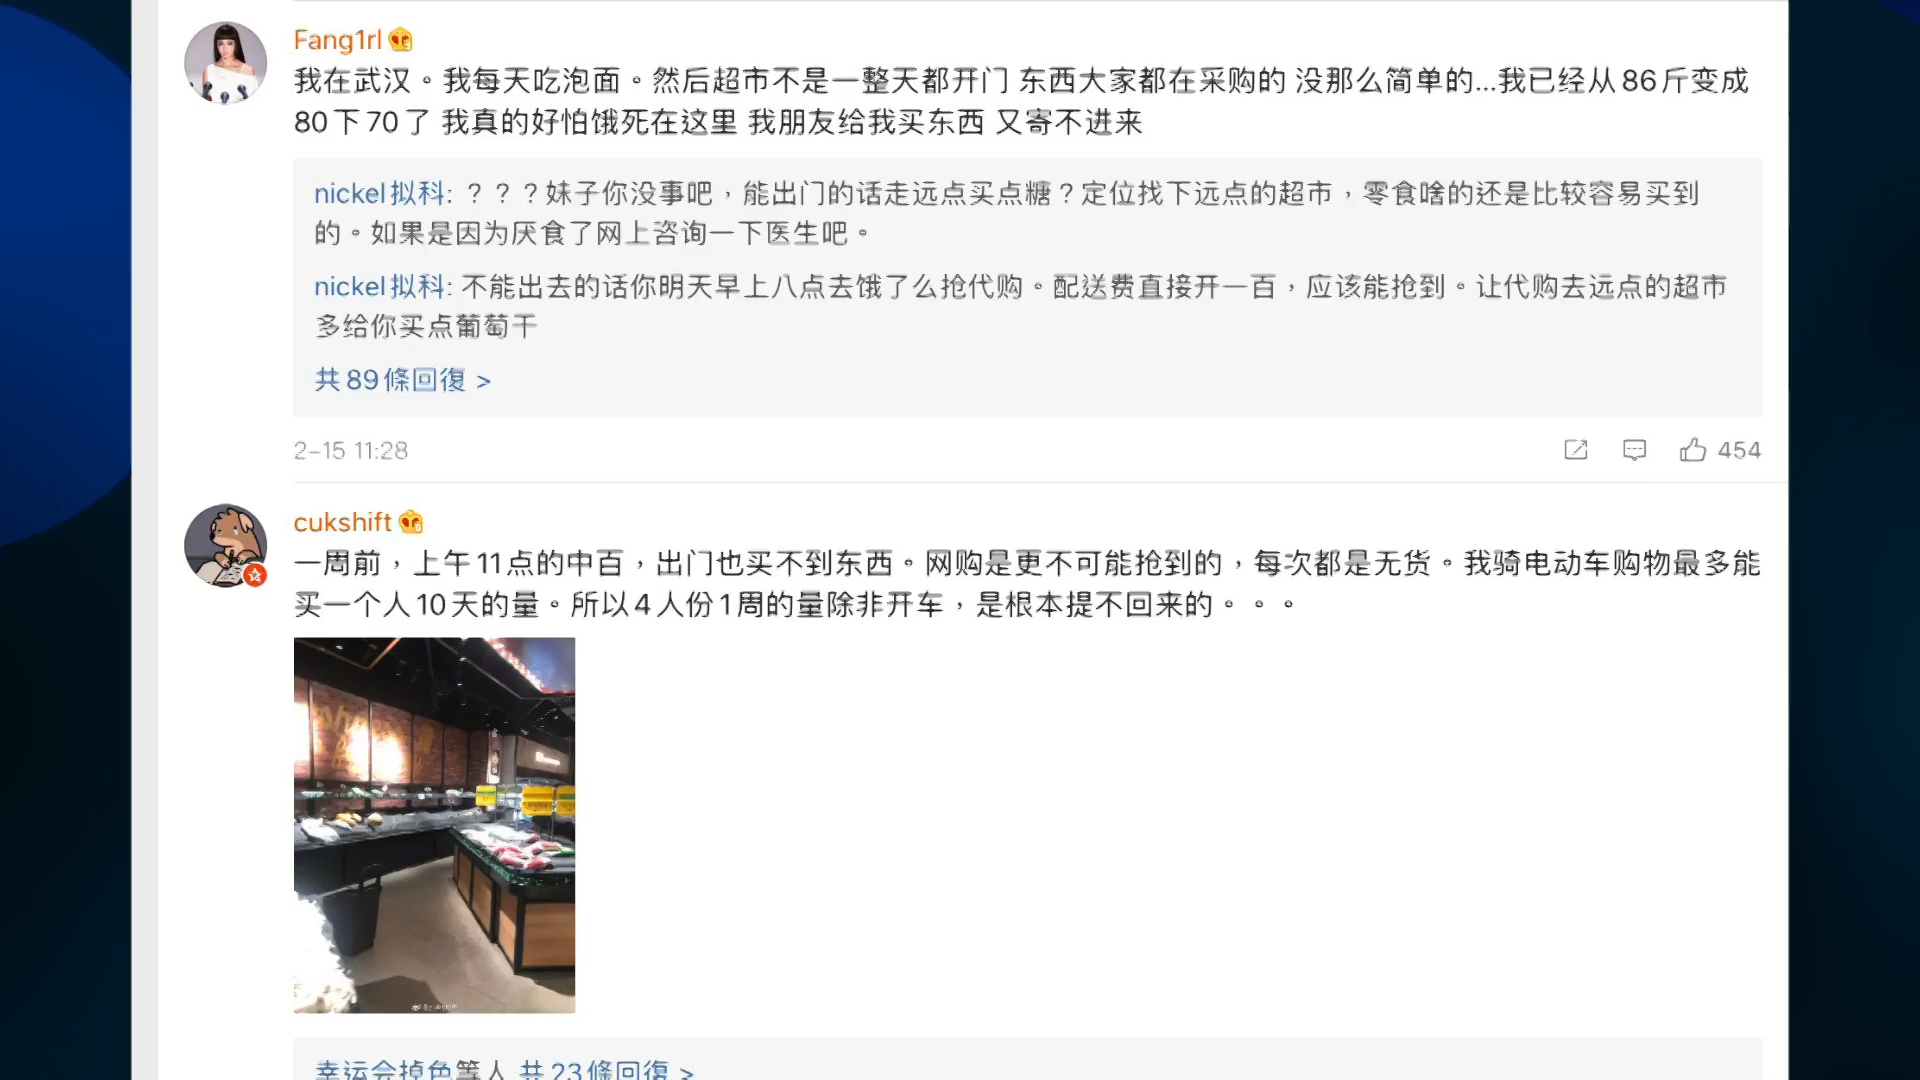 Fang1rl
我在武汉。我每天吃泡面。然后超市不是一整天都开门 东西大家都在采购的 没那么简单的...我已经从86斤变成
80下70了 我真的好怕饿死在这里 我朋友给我买东西 又寄不进来
nickel拟科: ？？？妹子你没事吧，能出门的话走远点买点糖？定位找下远点的超市，零食啥的还是比较容易买到
的。如果是因为厌食了网上咨询一下医生吧。
nickel拟科: 不能出去的话你明天早上八点去饿了么抢代购。配送费直接开一百，应该能抢到。让代购去远点的超市
多给你买点葡萄干
共89條回復 >
2-15 11:28
454
cukshift
一周前，上午11点的中百，出门也买不到东西。网购是更不可能抢到的，每次都是无货。我骑电动车购物最多能
买一个人10天的量。所以4人份1周的量除非开车，是根本提不回来的。。。
幸运会掉色等人 共23條回復 >